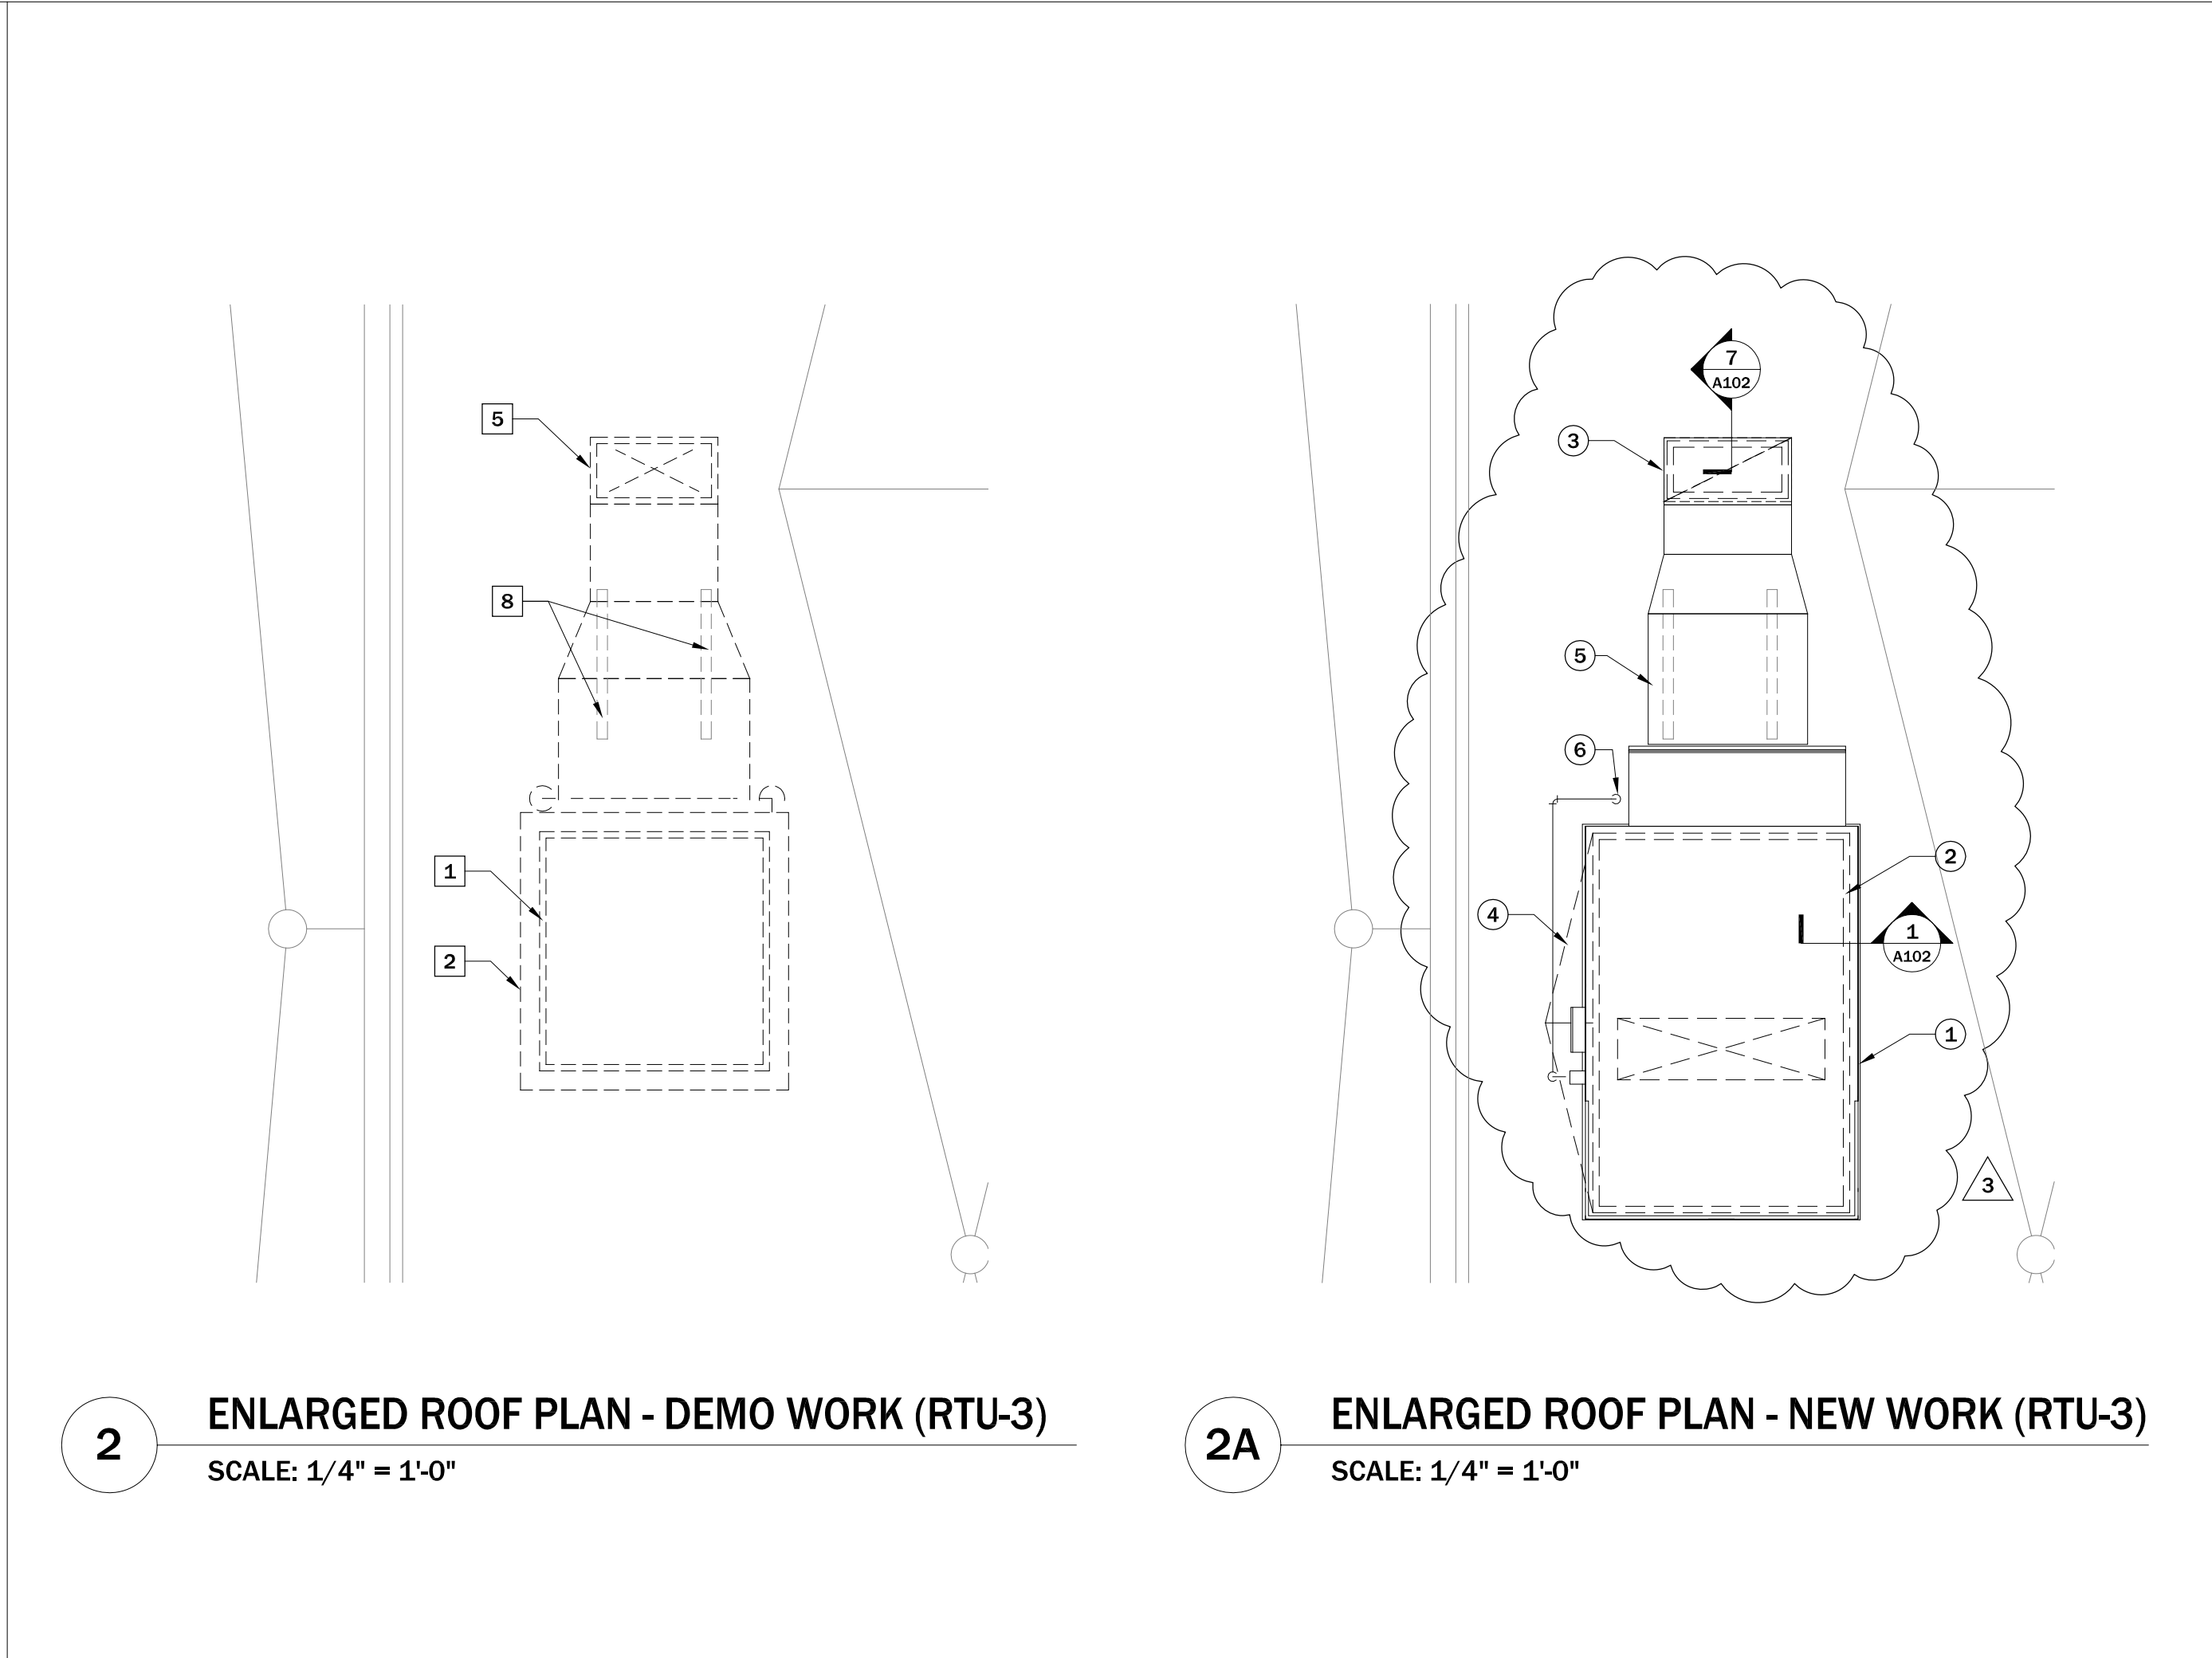 5
8
1
2
2
ENLARGED ROOF PLAN - DEMO WORK (RTU-3)
SCALE: 1/4" = 1'-0"
7
A102
3
5
6
2
4
1
A102
1
3
2A
ENLARGED ROOF PLAN - NEW WORK (RTU-3)
SCALE: 1/4" = 1'-0"